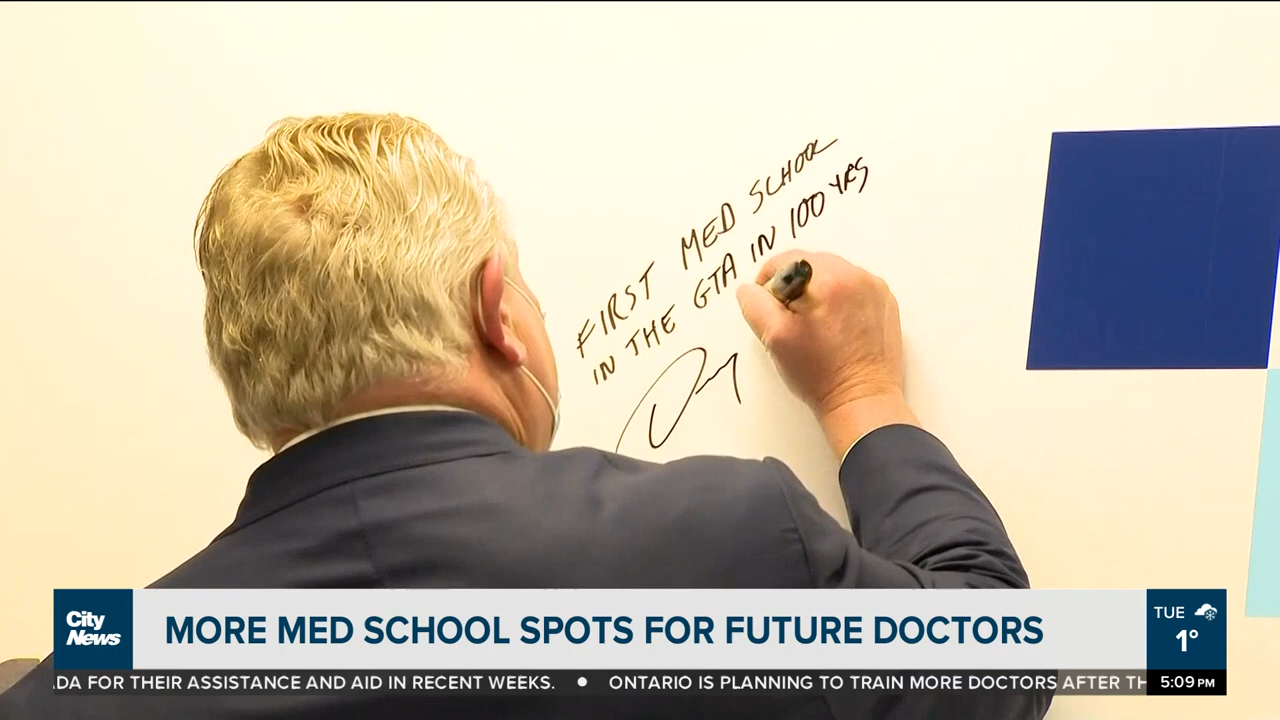 FIRST MED SCHOOL
IN THE GTA IN 100 YRS
City
News
MORE MED SCHOOL SPOTS FOR FUTURE DOCTORS
TUE
1°
DA FOR THEIR ASSISTANCE AND AID IN RECENT WEEKS. • ONTARIO IS PLANNING TO TRAIN MORE DOCTORS AFTER TH
5:09 PM